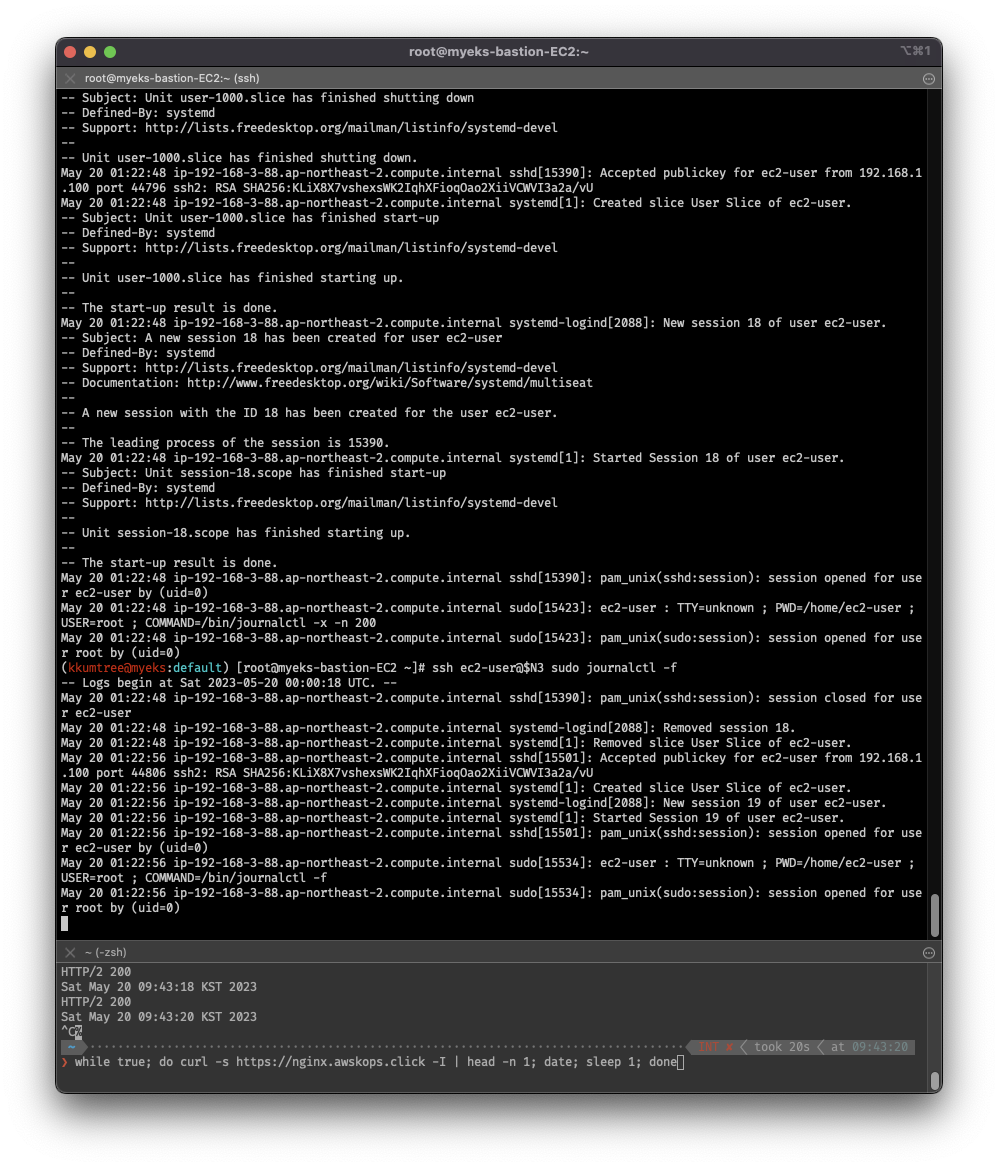 root@myeks-bastion-EC2:~
⌥⌘1
root@myeks-bastion-EC2:~ (ssh)
-- Subject: Unit user-1000.slice has finished shutting down
-- Defined-By: systemd
-- Support: http://lists.freedesktop.org/mailman/listinfo/systemd-devel
--
-- Unit user-1000.slice has finished shutting down.
May 20 01:22:48 ip-192-168-3-88.ap-northeast-2.compute.internal sshd[15390]: Accepted publickey for ec2-user from 192.168.1
.100 port 44796 ssh2: RSA SHA256:KLiX8X7vshexsWK2IqhXFioqOao2XiiVCWVI3a2a/vU
May 20 01:22:48 ip-192-168-3-88.ap-northeast-2.compute.internal systemd[1]: Created slice User Slice of ec2-user.
-- Subject: Unit user-1000.slice has finished start-up
-- Defined-By: systemd
-- Support: http://lists.freedesktop.org/mailman/listinfo/systemd-devel
--
-- Unit user-1000.slice has finished starting up.
--
-- The start-up result is done.
May 20 01:22:48 ip-192-168-3-88.ap-northeast-2.compute.internal systemd-logind[2088]: New session 18 of user ec2-user.
-- Subject: A new session 18 has been created for user ec2-user
-- Defined-By: systemd
-- Support: http://lists.freedesktop.org/mailman/listinfo/systemd-devel
-- Documentation: http://www.freedesktop.org/wiki/Software/systemd/multiseat
--
-- A new session with the ID 18 has been created for the user ec2-user.
--
-- The leading process of the session is 15390.
May 20 01:22:48 ip-192-168-3-88.ap-northeast-2.compute.internal systemd[1]: Started Session 18 of user ec2-user.
-- Subject: Unit session-18.scope has finished start-up
-- Defined-By: systemd
-- Support: http://lists.freedesktop.org/mailman/listinfo/systemd-devel
--
-- Unit session-18.scope has finished starting up.
--
-- The start-up result is done.
May 20 01:22:48 ip-192-168-3-88.ap-northeast-2.compute.internal sshd[15390]: pam_unix(sshd:session): session opened for use
r ec2-user by (uid=0)
May 20 01:22:48 ip-192-168-3-88.ap-northeast-2.compute.internal sudo[15423]: ec2-user : TTY=unknown ; PWD=/home/ec2-user ;
USER=root ; COMMAND=/bin/journalctl -x -n 200
May 20 01:22:48 ip-192-168-3-88.ap-northeast-2.compute.internal sudo[15423]: pam_unix(sudo:session): session opened for use
r root by (uid=0)
(kkumtree@myeks:default) [root@myeks-bastion-EC2 ~]# ssh ec2-user@$N3 sudo journalctl -f
-- Logs begin at Sat 2023-05-20 00:00:18 UTC. --
May 20 01:22:48 ip-192-168-3-88.ap-northeast-2.compute.internal sshd[15390]: pam_unix(sshd:session): session closed for use
r ec2-user
May 20 01:22:48 ip-192-168-3-88.ap-northeast-2.compute.internal systemd-logind[2088]: Removed session 18.
May 20 01:22:48 ip-192-168-3-88.ap-northeast-2.compute.internal systemd[1]: Removed slice User Slice of ec2-user.
May 20 01:22:56 ip-192-168-3-88.ap-northeast-2.compute.internal sshd[15501]: Accepted publickey for ec2-user from 192.168.1
.100 port 44806 ssh2: RSA SHA256:KLiX8X7vshexsWK2IqhXFioqOao2XiiVCWVI3a2a/vU
May 20 01:22:56 ip-192-168-3-88.ap-northeast-2.compute.internal systemd[1]: Created slice User Slice of ec2-user.
May 20 01:22:56 ip-192-168-3-88.ap-northeast-2.compute.internal systemd-logind[2088]: New session 19 of user ec2-user.
May 20 01:22:56 ip-192-168-3-88.ap-northeast-2.compute.internal systemd[1]: Started Session 19 of user ec2-user.
May 20 01:22:56 ip-192-168-3-88.ap-northeast-2.compute.internal sshd[15501]: pam_unix(sshd:session): session opened for use
r ec2-user by (uid=0)
May 20 01:22:56 ip-192-168-3-88.ap-northeast-2.compute.internal sudo[15534]: ec2-user : TTY=unknown ; PWD=/home/ec2-user ;
USER=root ; COMMAND=/bin/journalctl -f
May 20 01:22:56 ip-192-168-3-88.ap-northeast-2.compute.internal sudo[15534]: pam_unix(sudo:session): session opened for use
r root by (uid=0)
~ (-zsh)
HTTP/2 200
Sat May 20 09:43:18 KST 2023
HTTP/2 200
Sat May 20 09:43:20 KST 2023
^C
~ INT ✘ took 20s at 09:43:20
❯ while true; do curl -s https://nginx.awskops.click -I | head -n 1; date; sleep 1; done